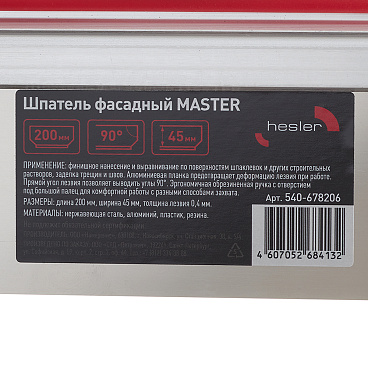 Шпатель фасадный MASTER
200 мм
90°
45 мм
hesler
ПРИМЕНЕНИЕ: финишное нанесение и выравнивание по поверхностям шпаклевок и других строительных
растворов, заделка трещин и швов. Алюминиевая планка предотвращает деформацию лезвия при работе.
Прямой угол лезвия позволяет выводить углы 90°. Эргономичная обрезиненная ручка с отверстием
под большой палец для комфортной работы с разными способами захвата.
РАЗМЕРЫ: длина 200 мм, ширина 45 мм, толщина лезвия 0,4 мм.
МАТЕРИАЛЫ: нержавеющая сталь, алюминий, пластик, резина.
Арт. 540-678206
4 607052 684132